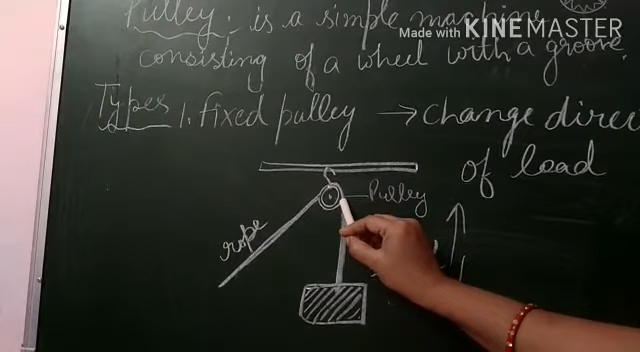 Pulley :- is a simple machine
Made with KINEMASTER
consisting of a wheel with a groove.
Types 1. fixed pulley → change direc
of load
Pulley
rope